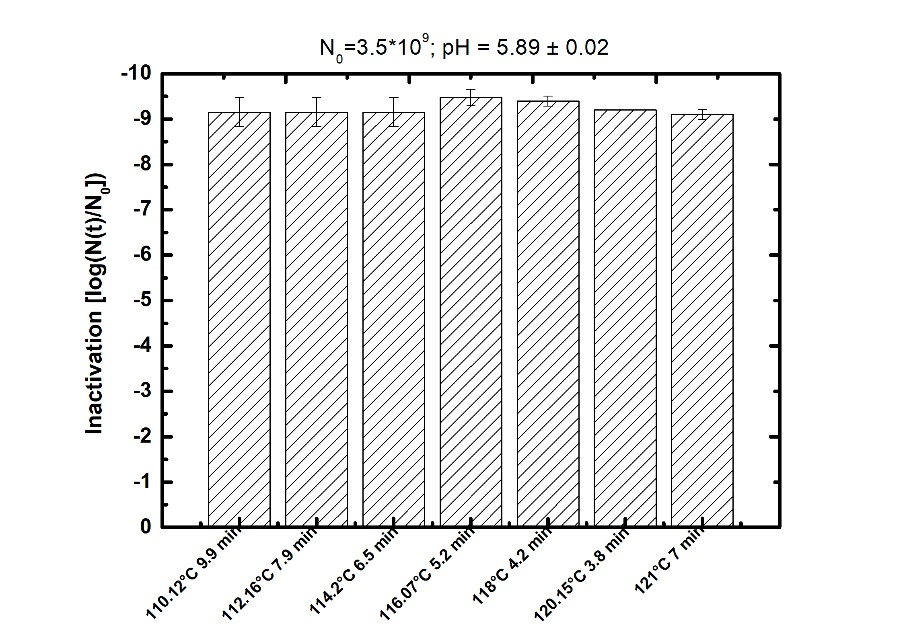 N₀=3.5*10⁹; pH = 5.89 ± 0.02
Inactivation [log(N(t)/N₀])
-10
-9
-8
-7
-6
-5
-4
-3
-2
-1
0
110.12°C 9.9 min
112.16°C 7.9 min
114.2°C 6.5 min
116.07°C 5.2 min
118°C 4.2 min
120.15°C 3.8 min
121°C 7 min